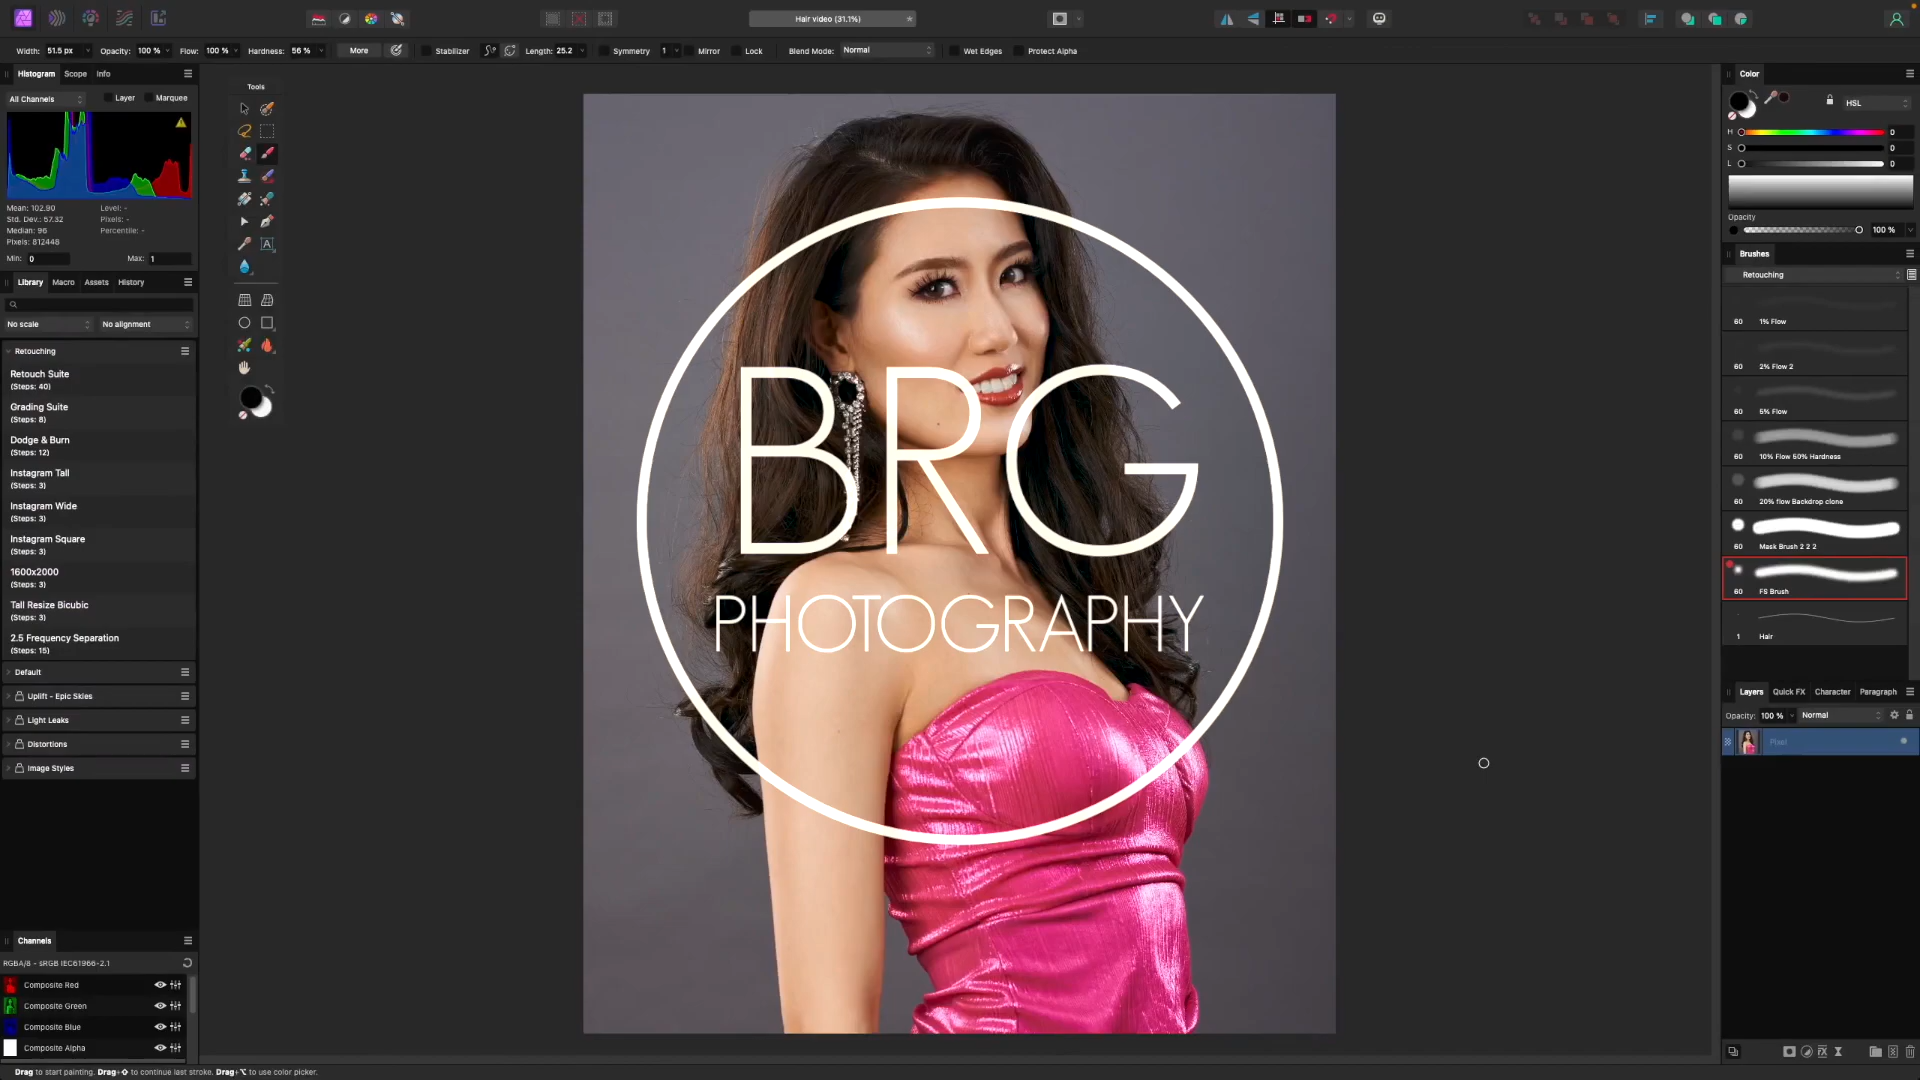 Hair video (31.1%)
Width: 51.5 px Opacity: 100 % Flow: 100 % Hardness: 56 % More Stabilizer Length: 25.2 Symmetry 1 Mirror Lock Blend Mode: Normal Wet Edges Protect Alpha
Histogram Scope Info
All Channels Layer Marquee
Mean: 102.90 Level: -
Std. Dev.: 57.32 Pixels: -
Median: 96 Percentile: -
Pixels: 812448
Min: 0 Max: 1
Library Macro Assets History
No scale No alignment
Retouching
Retouch Suite
(Steps: 40)
Grading Suite
(Steps: 8)
Dodge & Burn
(Steps: 12)
Instagram Tall
(Steps: 3)
Instagram Wide
(Steps: 3)
Instagram Square
(Steps: 3)
1600x2000
(Steps: 3)
Tall Resize Bicubic
(Steps: 3)
2.5 Frequency Separation
(Steps: 15)
Default
Uplift - Epic Skies
Light Leaks
Distortions
Image Styles
Channels
RGBA/8 - sRGB IEC61966-2.1
Composite Red
Composite Green
Composite Blue
Composite Alpha
Drag to start painting. Drag+⇧ to continue last stroke. Drag+⌥ to use color picker.
Tools
A
BRG
PHOTOGRAPHY
Color
HSL
H 0
S 0
L 0
Opacity
100 %
Brushes
Retouching
60 1% Flow
60 2% Flow 2
60 5% Flow
60 10% Flow 50% Hardness
60 20% flow Backdrop clone
60 Mask Brush 2 2 2
60 FS Brush
1 Hair
Layers Quick FX Character Paragraph
Opacity: 100 % Normal
Pixel